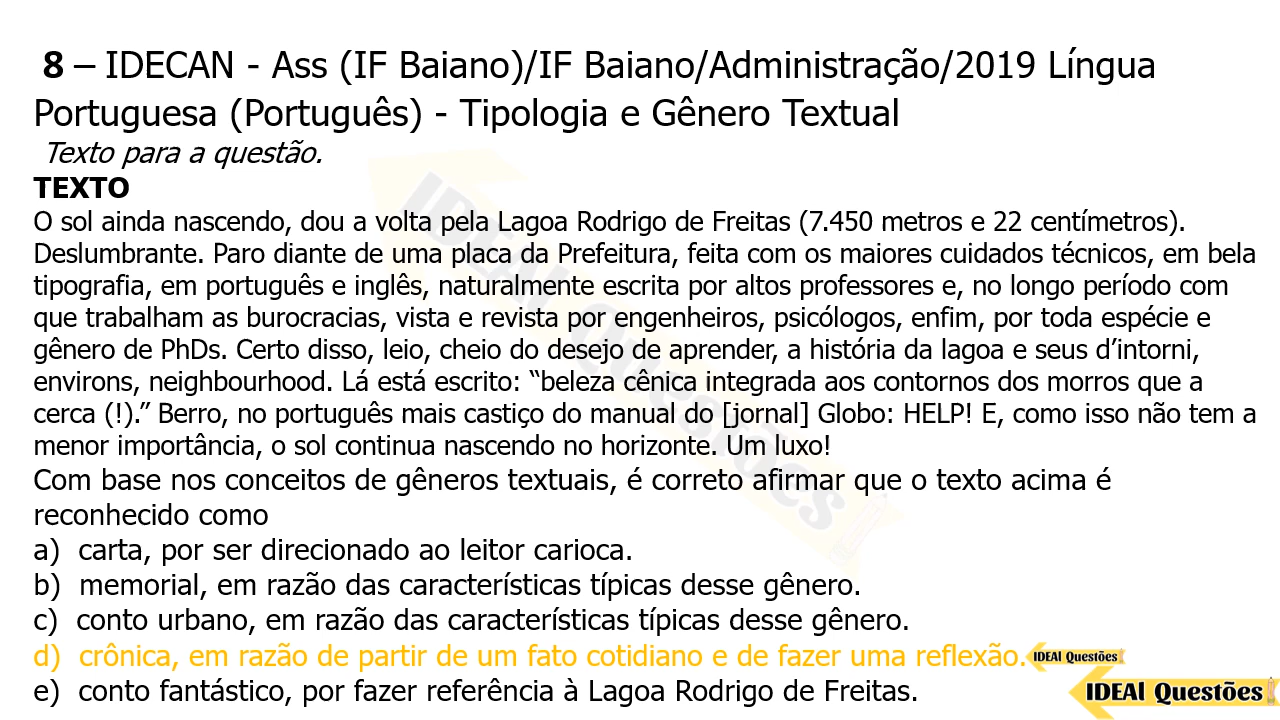 8 – IDECAN - Ass (IF Baiano)/IF Baiano/Administração/2019 Língua
Portuguesa (Português) - Tipologia e Gênero Textual
Texto para a questão.
TEXTO
O sol ainda nascendo, dou a volta pela Lagoa Rodrigo de Freitas (7.450 metros e 22 centímetros).
Deslumbrante. Paro diante de uma placa da Prefeitura, feita com os maiores cuidados técnicos, em bela
tipografia, em português e inglês, naturalmente escrita por altos professores e, no longo período com
que trabalham as burocracias, vista e revista por engenheiros, psicólogos, enfim, por toda espécie e
gênero de PhDs. Certo disso, leio, cheio do desejo de aprender, a história da lagoa e seus d’intorni,
environs, neighbourhood. Lá está escrito: “beleza cênica integrada aos contornos dos morros que a
cerca (!).” Berro, no português mais castiço do manual do [jornal] Globo: HELP! E, como isso não tem a
menor importância, o sol continua nascendo no horizonte. Um luxo!
Com base nos conceitos de gêneros textuais, é correto afirmar que o texto acima é
reconhecido como
a) carta, por ser direcionado ao leitor carioca.
b) memorial, em razão das características típicas desse gênero.
c) conto urbano, em razão das características típicas desse gênero.
d) crônica, em razão de partir de um fato cotidiano e de fazer uma reflexão.
IDEAl Questões
e) conto fantástico, por fazer referência à Lagoa Rodrigo de Freitas.
IDEAl Questões
IDEAl Questões